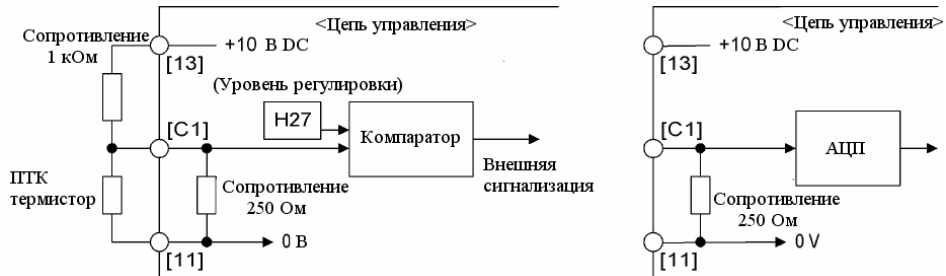 <Цепь управления>
Сопротивление
1 кОм
+10 В DC
[13]
(Уровень регулировки)
H27
[C1]
Компаратор
Внешняя
сигнализация
ПТК
термистор
Сопротивление
250 Ом
0 В
[11]
<Цепь управления>
+10 В DC
[13]
[C1]
АЦП
Сопротивление
250 Ом
0 V
[11]